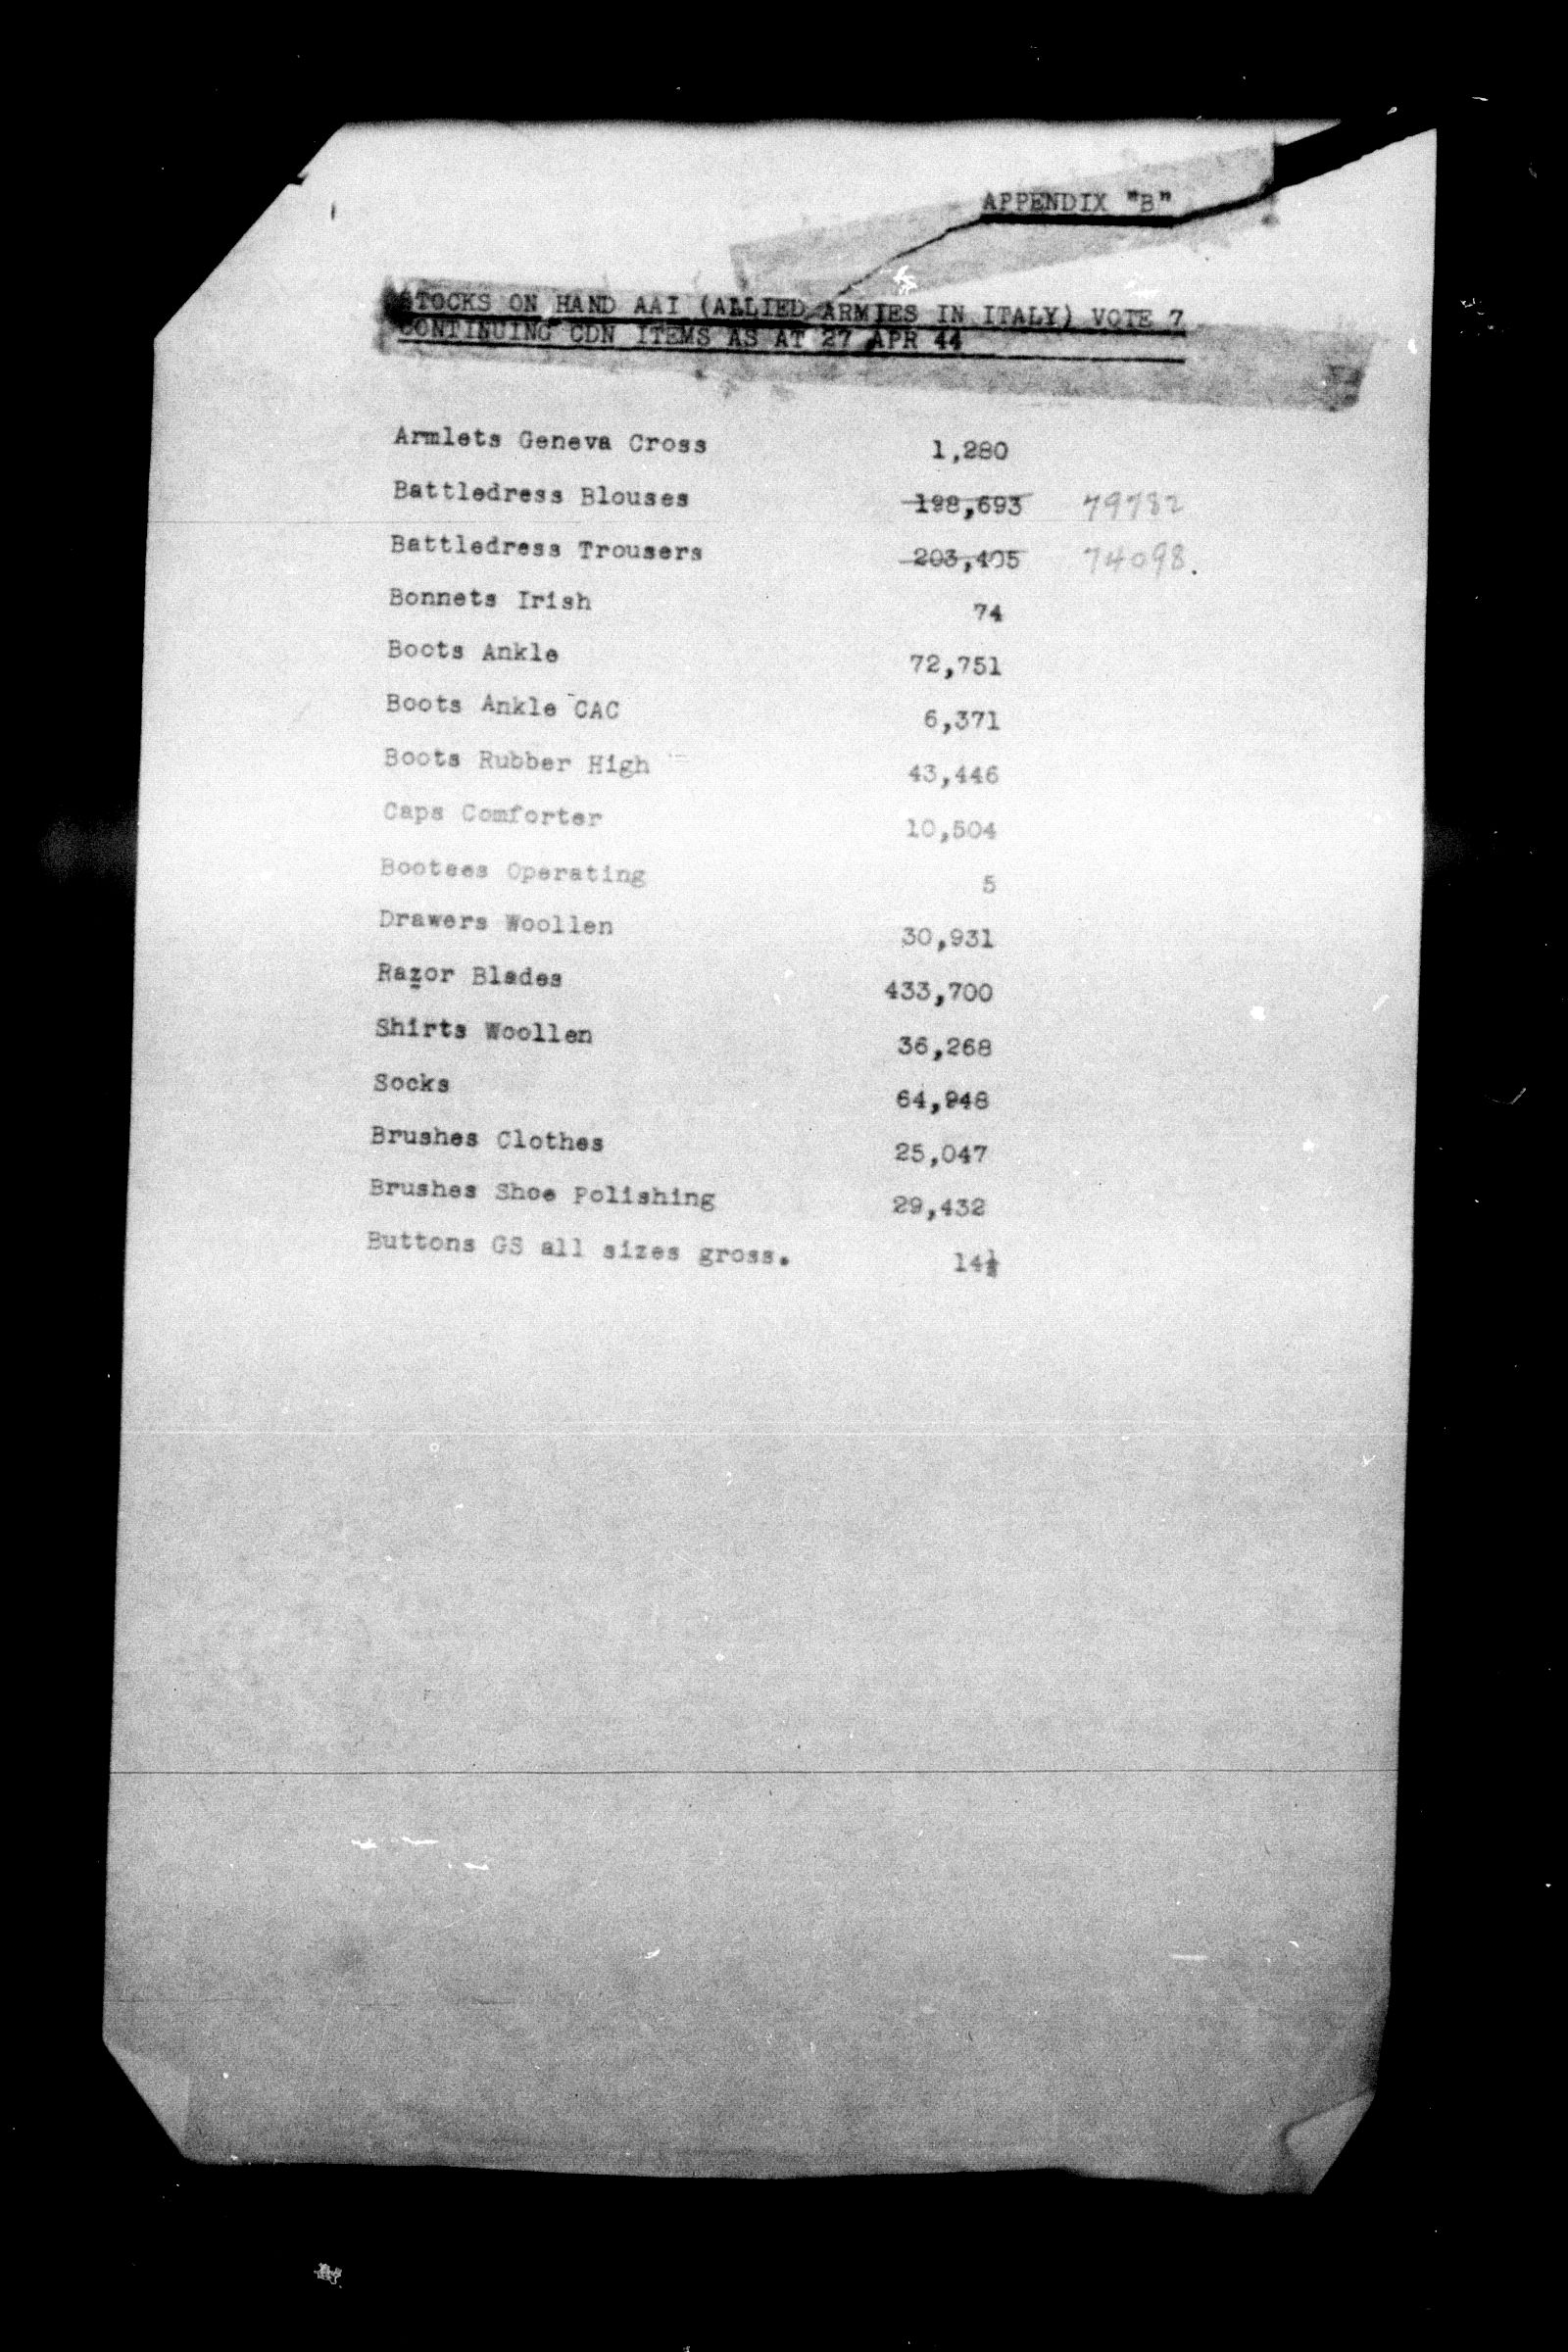 APPENDIX "B"
STOCKS ON HAND AAI (ALLIED ARMIES IN ITALY) VOTE 7
CONTINUING CDN ITEMS AS AT 27 APR 44
Armlets Geneva Cross 1,280
Battledress Blouses 198,693 79782
Battledress Trousers 203,405 74098.
Bonnets Irish 74
Boots Ankle 72,751
Boots Ankle CAC 6,371
Boots Rubber High 43,446
Caps Comforter 10,504
Bootees Operating 5
Drawers Woollen 30,931
Razor Blades 433,700
Shirts Woollen 36,268
Socks 64,948
Brushes Clothes 25,047
Brushes Shoe Polishing 29,432
Buttons GS all sizes gross. 14½